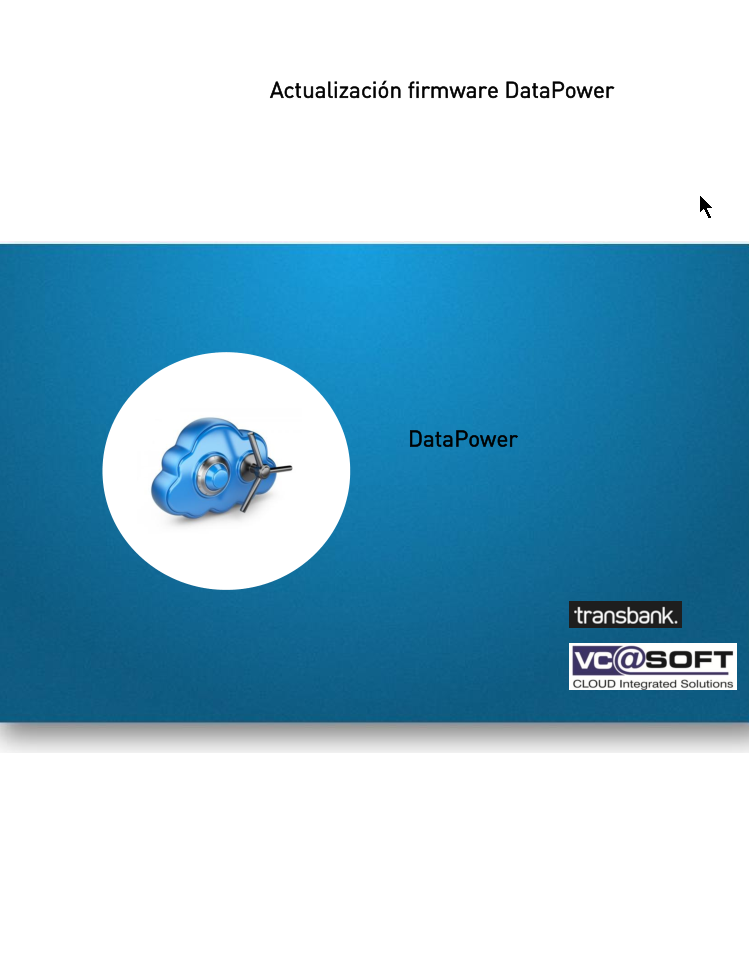 Actualización firmware DataPower
DataPower
transbank.
VC@SOFT
CLOUD Integrated Solutions